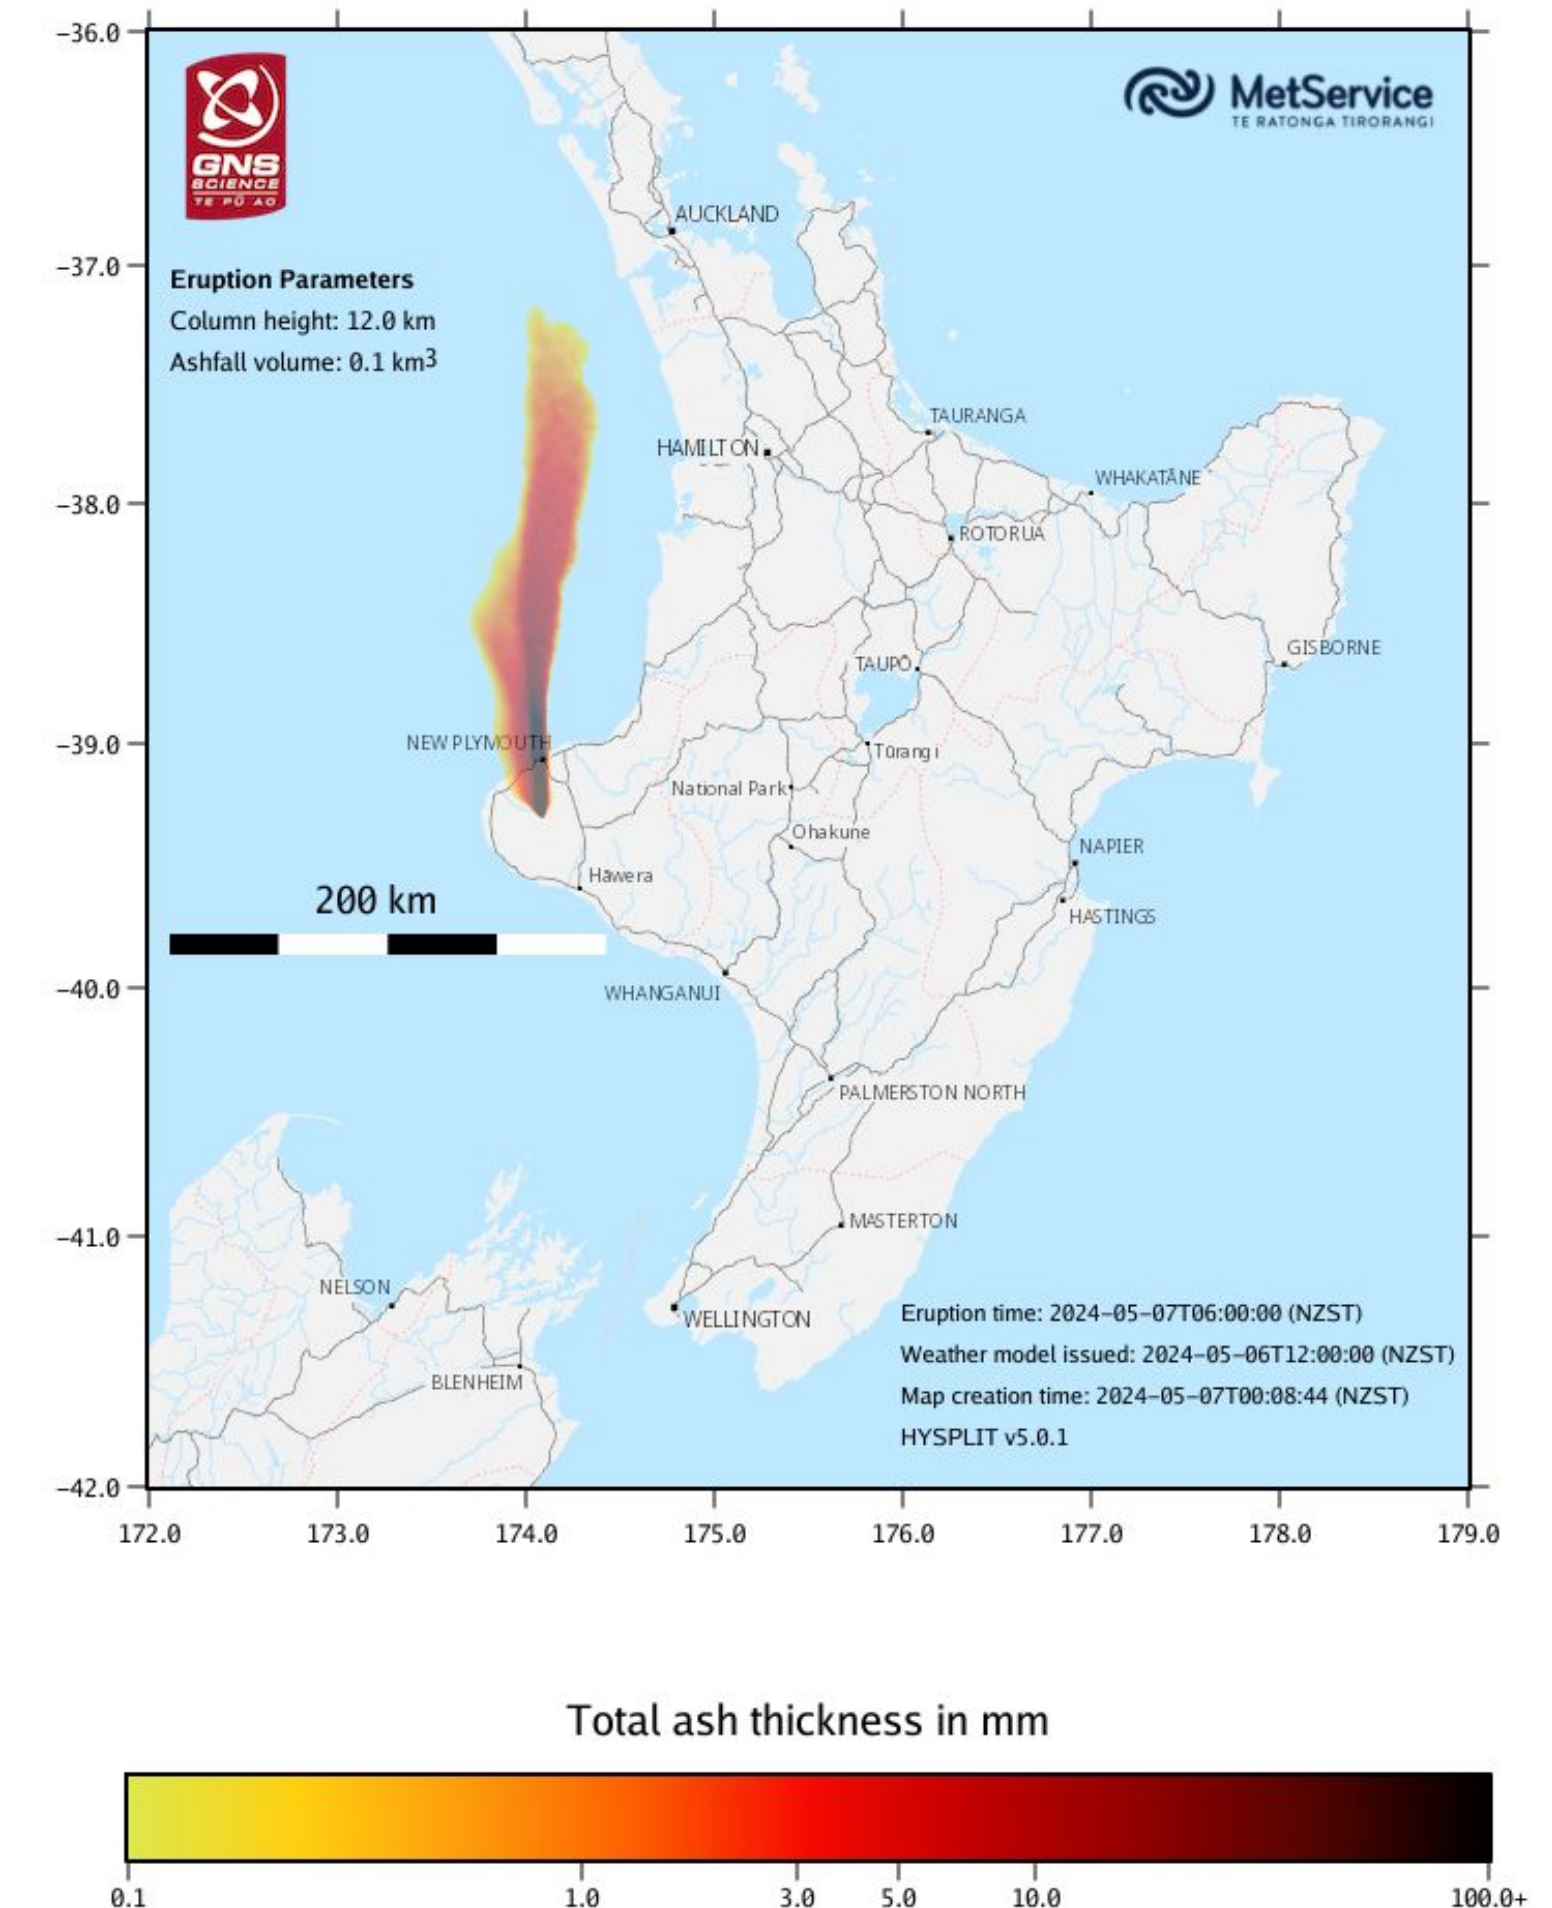 -36.0
GNS
SCIENCE
TE PŪ AO
MetService
TE RATONGA TIRORANGI
AUCKLAND
-37.0
Eruption Parameters
Column height: 12.0 km
Ashfall volume: 0.1 km3
TAURANGA
HAMILTON
WHAKATĀNE
-38.0
ROTORUA
GISBORNE
TAUPŌ
-39.0
NEW PLYMOUTH
Tūrangi
National Park
Ohakune
NAPIER
Hāwera
200 km
HASTINGS
-40.0
WHANGANUI
PALMERSTON NORTH
MASTERTON
-41.0
NELSON
WELLINGTON
Eruption time: 2024-05-07T06:00:00 (NZST)
Weather model issued: 2024-05-06T12:00:00 (NZST)
BLENHEIM
Map creation time: 2024-05-07T00:08:44 (NZST)
HYSPLIT v5.0.1
-42.0
172.0 173.0 174.0 175.0 176.0 177.0 178.0 179.0
Total ash thickness in mm
0.1 1.0 3.0 5.0 10.0 100.0+